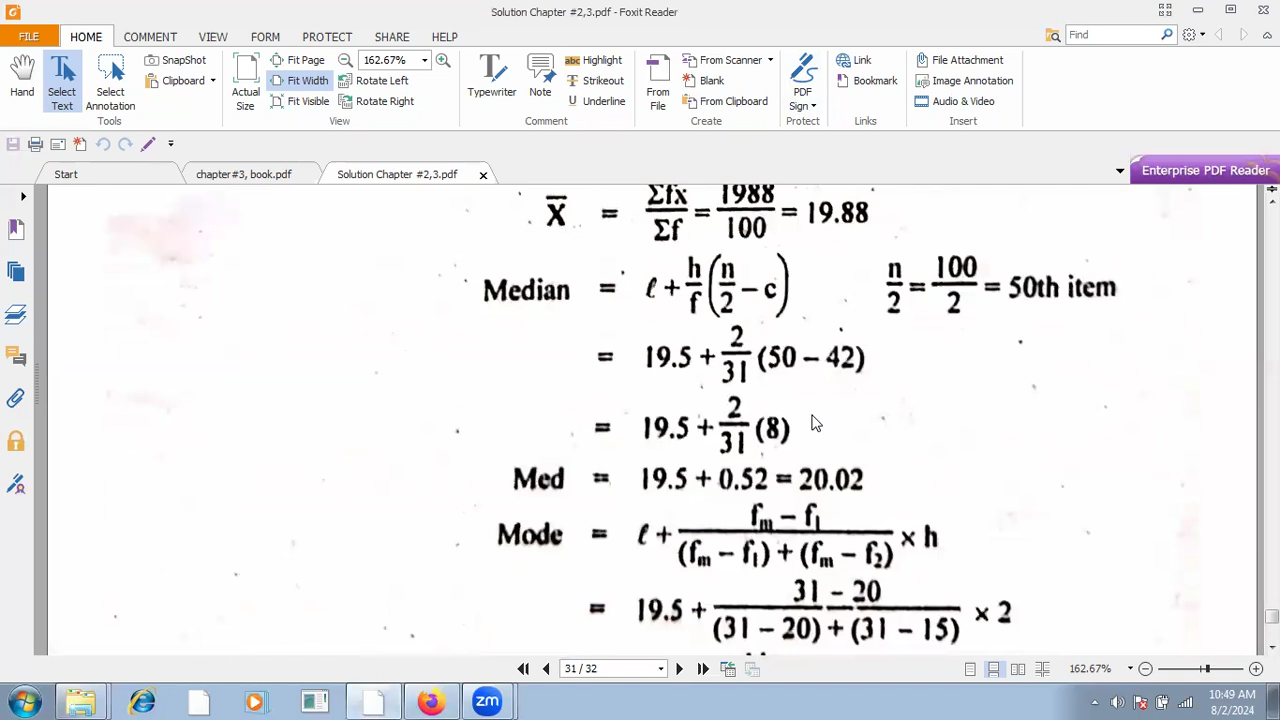 Solution Chapter #2,3.pdf - Foxit Reader
FILE HOME COMMENT VIEW FORM PROTECT SHARE HELP
Find
Hand
Select Text
Select Annotation
SnapShot
Clipboard
Tools
Actual Size
Fit Page
Fit Width
Fit Visible
162.67%
Rotate Left
Rotate Right
View
Typewriter
Note
Highlight
Strikeout
Underline
Comment
From File
From Scanner
Blank
From Clipboard
Create
PDF Sign
Protect
Link
Bookmark
Links
File Attachment
Image Annotation
Audio & Video
Insert
Start chapter#3, book.pdf Solution Chapter #2,3.pdf
Enterprise PDF Reader
X̅ = Σfx/Σf = 1988/100 = 19.88
Median = ℓ + h/f (n/2 – c) n/2 = 100/2 = 50th item
= 19.5 + 2/31 (50 – 42)
= 19.5 + 2/31 (8)
Med = 19.5 + 0.52 = 20.02
Mode = ℓ + (fm – f1)/((fm – f1) + (fm – f2)) × h
= 19.5 + (31 – 20)/((31 – 20) + (31 – 15)) × 2
31 / 32
162.67%
zm
10:49 AM
8/2/2024